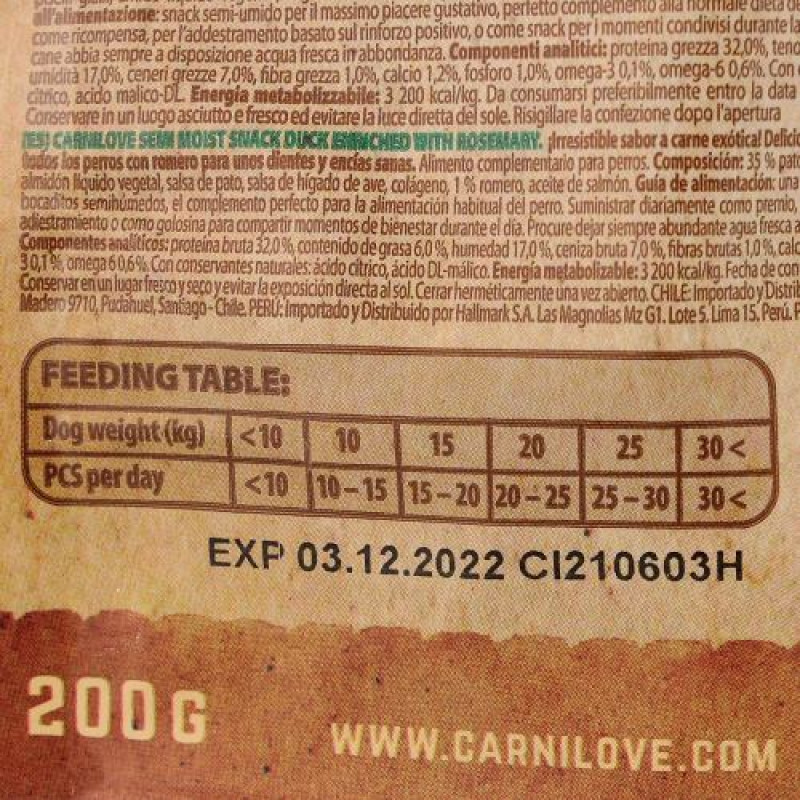 all'alimentazione: snack semi-umido per il massimo piacere gustativo, perfetto complemento alla normale dieta de
come ricompensa, per l'addestramento basato sul rinforzo positivo, o come snack per i momenti condivisi durante la
cane abbia sempre a disposizione acqua fresca in abbondanza. Componenti analitici: proteina grezza 32,0%, teno
umidità 17,0%, ceneri grezze 7,0%, fibra grezza 1,0%, calcio 1,2%, fosforo 1,0%, omega-3 0,1%, omega-6 0,6%. Con
citrico, acido malico-DL. Energia metabolizzabile: 3 200 kcal/kg. Da consumarsi preferibilmente entro la data
Conservare in un luogo asciutto e fresco ed evitare la luce diretta del sole. Risigillare la confezione dopo l'apertura
(ES) CARNILOVE SEMI MOIST SNACK DUCK ENRICHED WITH ROSEMARY. ¡Irresistible sabor a carne exótica! Delicio
todos los perros con romero para unos dientes y encías sanas. Alimento complementario para perros. Composición: 35 % pato
almidón líquido vegetal, salsa de pato, salsa de hígado de ave, colágeno, 1 % romero, aceite de salmón. Guía de alimentación: una
bocaditos semihúmedos, el complemento perfecto para la alimentación habitual del perro. Suministrar diariamente como premio,
adiestramiento o como golosina para compartir momentos de bienestar durante el día. Procure dejar siempre abundante agua fresca a
Componentes analíticos: proteína bruta 32,0 %, contenido de grasa 6,0 %, humedad 17,0 %, ceniza bruta 7,0 %, fibras brutas 1,0 %, calc
3 0,1 %, omega 6 0,6 %. Con conservantes naturales: ácido cítrico, ácido DL-málico. Energía metabolizable: 3 200 kcal/kg. Fecha de con
Conservar en un lugar fresco y seco y evitar la exposición directa al sol. Cerrar herméticamente una vez abierto. CHILE: Importado y Distrib
Madero 9710, Pudahuel, Santiago - Chile. PERÚ: Importado y Distribuido por Hallmark S.A. Las Magnolias Mz G1. Lote 5. Lima 15, Perú. P
FEEDING TABLE:
Dog weight (kg) <10 10 15 20 25 30 <
PCS per day <10 10 – 15 15 – 20 20 – 25 25 – 30 30 <
EXP 03.12.2022 CI210603H
200 G
WWW.CARNILOVE.COM